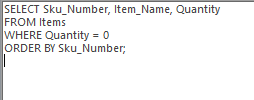 SELECT Sku_Number, Item_Name, Quantity
FROM Items
WHERE Quantity = 0
ORDER BY Sku_Number;